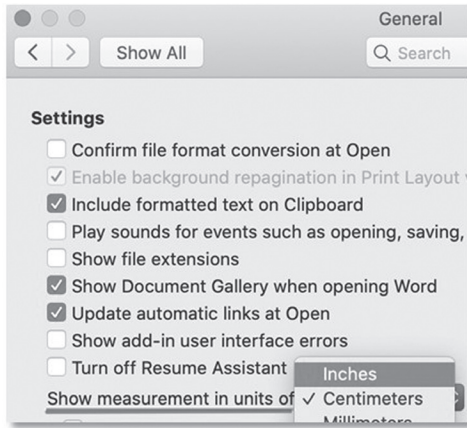 General
Show All
Search
Settings
Confirm file format conversion at Open
Enable background repagination in Print Layout
Include formatted text on Clipboard
Play sounds for events such as opening, saving,
Show file extensions
Show Document Gallery when opening Word
Update automatic links at Open
Show add-in user interface errors
Turn off Resume Assistant
Inches
Show measurement in units of
Centimeters
Millimeters